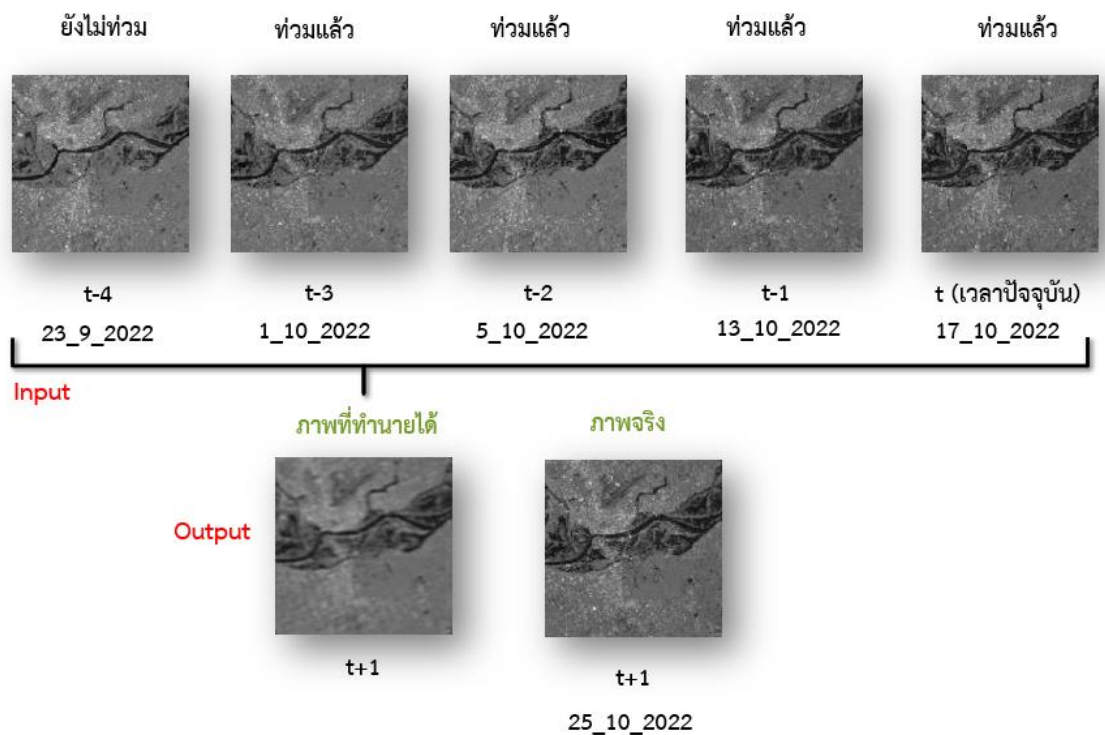 ยังไม่ท่วม ท่วมแล้ว ท่วมแล้ว ท่วมแล้ว ท่วมแล้ว
t-4 t-3 t-2 t-1 t (เวลาปัจจุบัน)
23_9_2022 1_10_2022 5_10_2022 13_10_2022 17_10_2022
Input
ภาพที่ทำนายได้ ภาพจริง
Output
t+1 t+1
25_10_2022